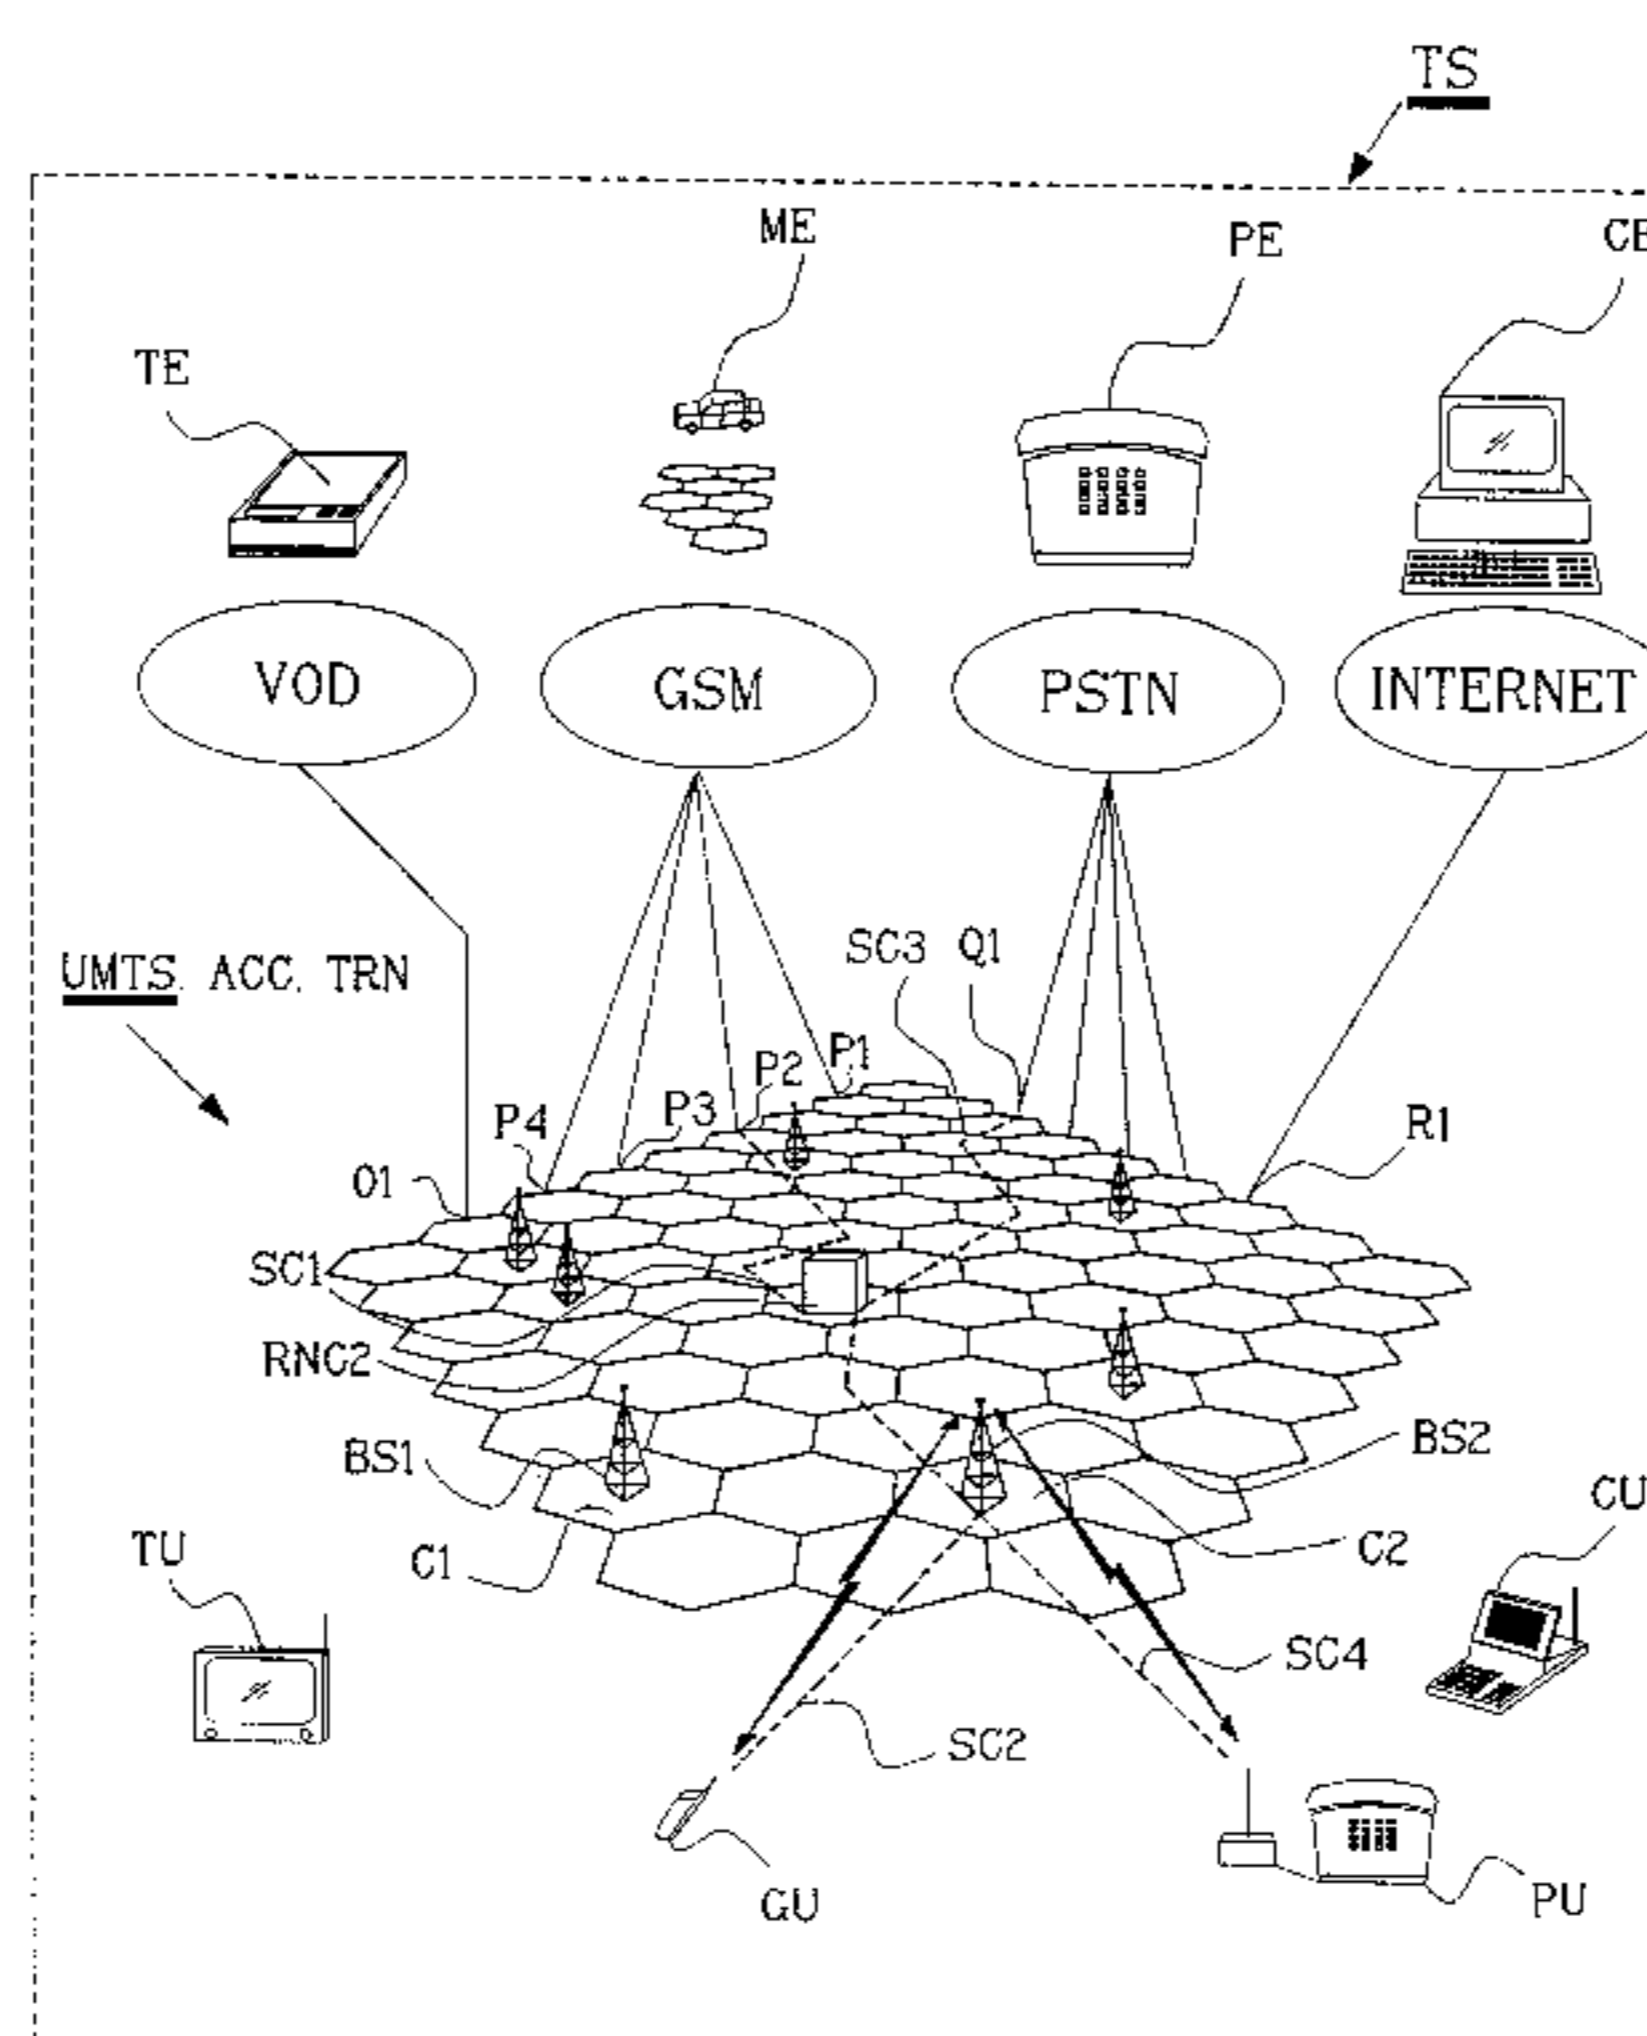 TS
ME
PE
TE
VOD
GSM
PSTN
INTERNET
SC3
Q1
UMTS. ACC. TRN
P1
P2
P3
P4
O1
R1
SC1
RNC2
BS1
BS2
CU
TU
C1
C2
SC4
SC2
GU
PU